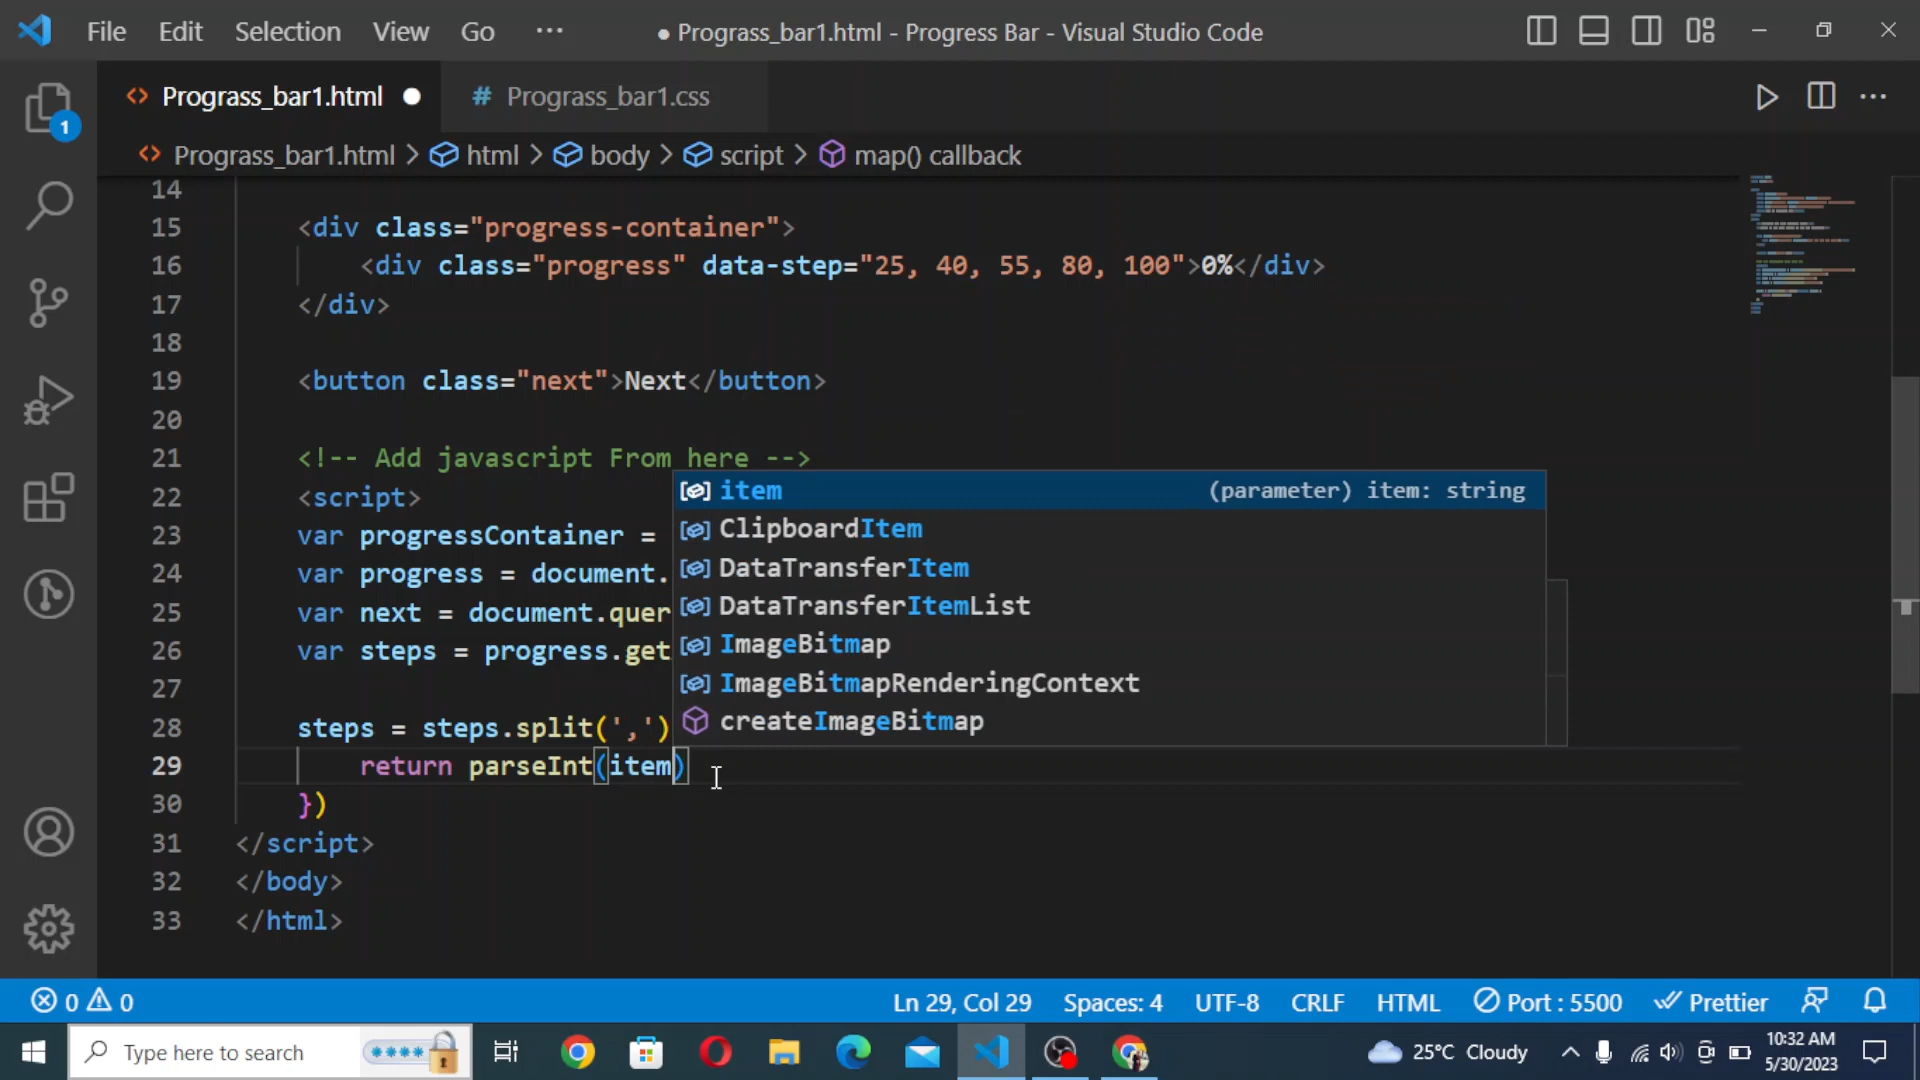 File Edit Selection View Go ··· ● Prograss_bar1.html - Progress Bar - Visual Studio Code
<> Prograss_bar1.html ● # Prograss_bar1.css
<> Prograss_bar1.html > html > body > script > map() callback
14
15 <div class="progress-container">
16 <div class="progress" data-step="25, 40, 55, 80, 100">0%</div>
17 </div>
18
19 <button class="next">Next</button>
20
21 <!-- Add javascript From here -->
22 <script>
23 var progressContainer =
24 var progress = document.
25 var next = document.quer
26 var steps = progress.get
27
28 steps = steps.split(',')
29 return parseInt(item)
30 })
31 </script>
32 </body>
33 </html>
item (parameter) item: string
ClipboardItem
DataTransferItem
DataTransferItemList
ImageBitmap
ImageBitmapRenderingContext
createImageBitmap
1
0 0 Ln 29, Col 29 Spaces: 4 UTF-8 CRLF HTML Port : 5500 Prettier
Type here to search 25°C Cloudy 10:32 AM
5/30/2023